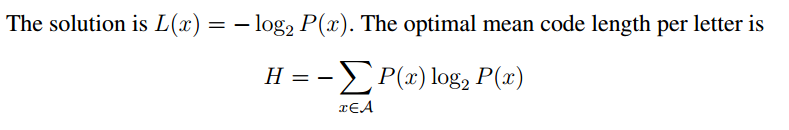 The solution is L(x) = − log₂ P(x). The optimal mean code length per letter is
H = − ∑ P(x) log₂ P(x)
x∈𝒜